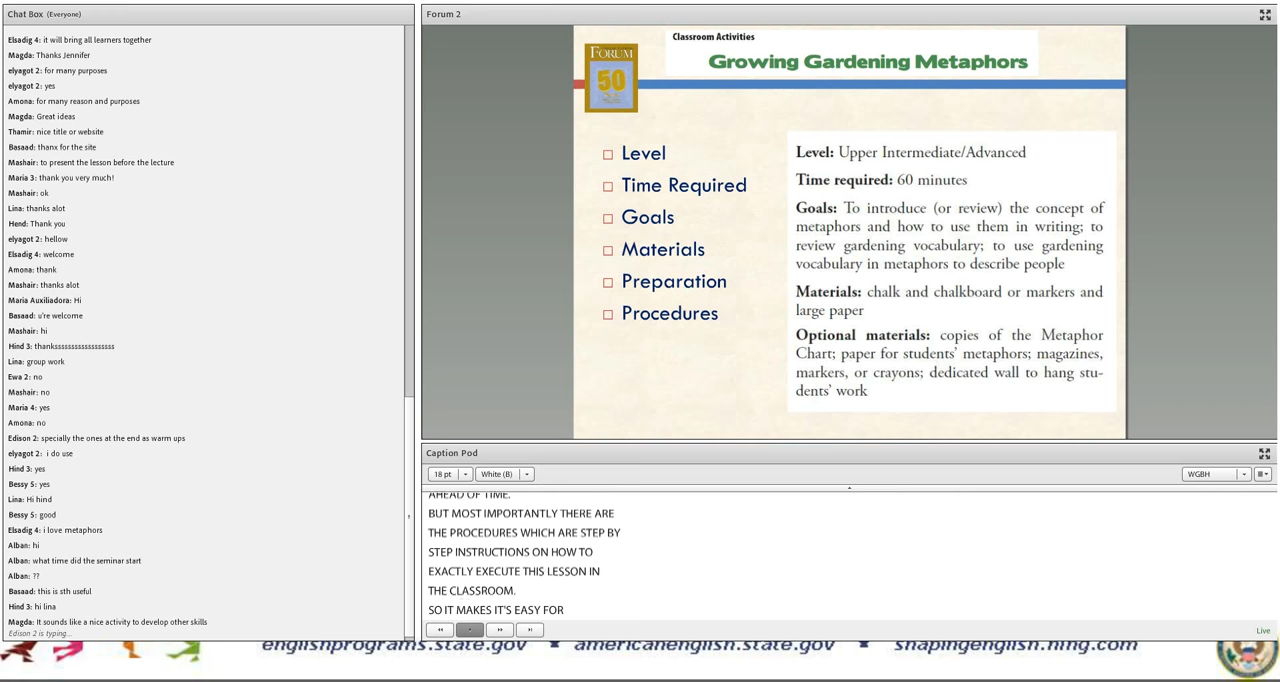 Chat Box (Everyone)
Elsadig 4: it will bring all learners together
Magda: Thanks Jennifer
elyagot 2: for many purposes
elyagot 2: yes
Amona: for many reason and purposes
Magda: Great ideas
Thamir: nice title or website
Basaad: thanx for the site
Mashair: to present the lesson before the lecture
Maria 3: thank you very much!
Mashair: ok
Lina: thanks alot
Hend: Thank you
elyagot 2: hellow
Elsadig 4: welcome
Amona: thank
Mashair: thanks alot
Maria Auxiliadora: Hi
Basaad: u're welcome
Mashair: hi
Hind 3: thanksssssssssssssssss
Lina: group work
Ewa 2: no
Mashair: no
Maria 4: yes
Amona: no
Edison 2: specially the ones at the end as warm ups
elyagot 2: i do use
Hind 3: yes
Bessy 5: yes
Lina: Hi hind
Bessy 5: good
Elsadig 4: i love metaphors
Alban: hi
Alban: what time did the seminar start
Alban: ??
Basaad: this is sth useful
Hind 3: hi lina
Magda: It sounds like a nice activity to develop other skills
Edison 2 is typing...
Forum 2
FORUM
50
Classroom Activities
Growing Gardening Metaphors
Level
Time Required
Goals
Materials
Preparation
Procedures
Level: Upper Intermediate/Advanced
Time required: 60 minutes
Goals: To introduce (or review) the concept of
metaphors and how to use them in writing; to
review gardening vocabulary; to use gardening
vocabulary in metaphors to describe people
Materials: chalk and chalkboard or markers and
large paper
Optional materials: copies of the Metaphor
Chart; paper for students' metaphors; magazines,
markers, or crayons; dedicated wall to hang stu-
dents' work
Caption Pod
18 pt White (B) WGBH
AHEAD OF TIME.
BUT MOST IMPORTANTLY THERE ARE
THE PROCEDURES WHICH ARE STEP BY
STEP INSTRUCTIONS ON HOW TO
EXACTLY EXECUTE THIS LESSON IN
THE CLASSROOM.
SO IT MAKES IT'S EASY FOR
Live
englishprograms.state.gov americanenglish.state.gov shapingenglish.ning.com